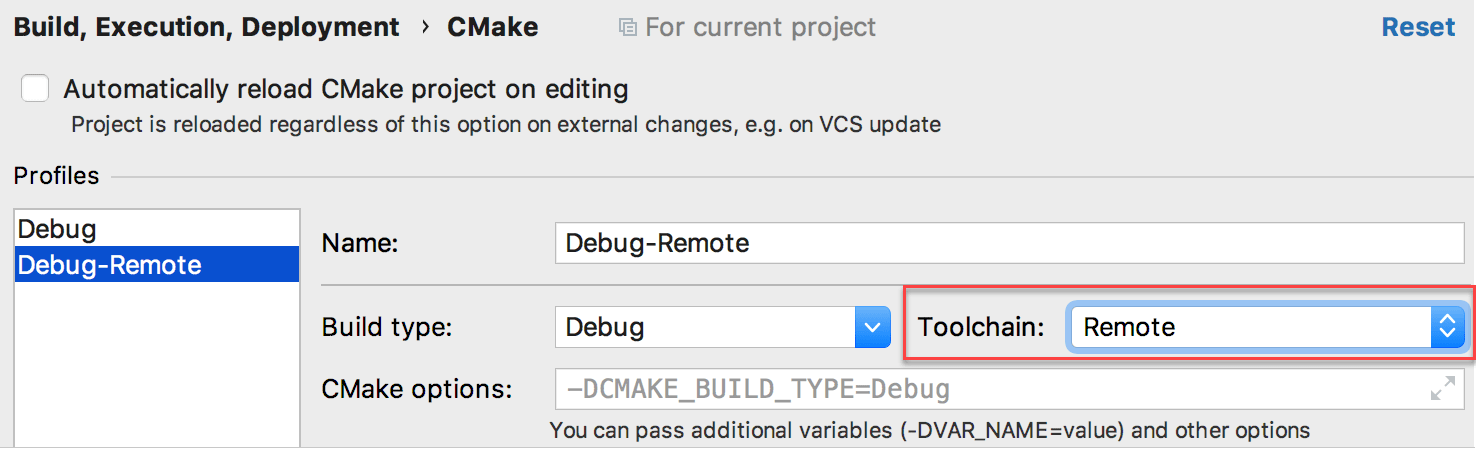 Build, Execution, Deployment › CMake For current project Reset
Automatically reload CMake project on editing
Project is reloaded regardless of this option on external changes, e.g. on VCS update
Profiles
Debug
Debug-Remote
Name: Debug-Remote
Build type: Debug Toolchain: Remote
CMake options: -DCMAKE_BUILD_TYPE=Debug
You can pass additional variables (-DVAR_NAME=value) and other options